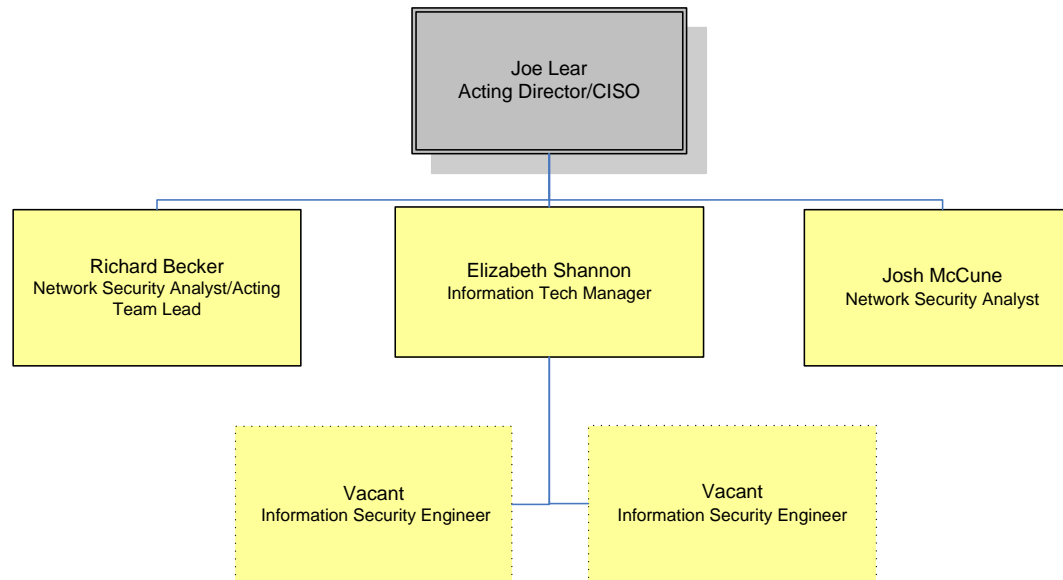 Joe Lear
Acting Director/CISO
Richard Becker
Network Security Analyst/Acting
Team Lead
Elizabeth Shannon
Information Tech Manager
Josh McCune
Network Security Analyst
Vacant
Information Security Engineer
Vacant
Information Security Engineer